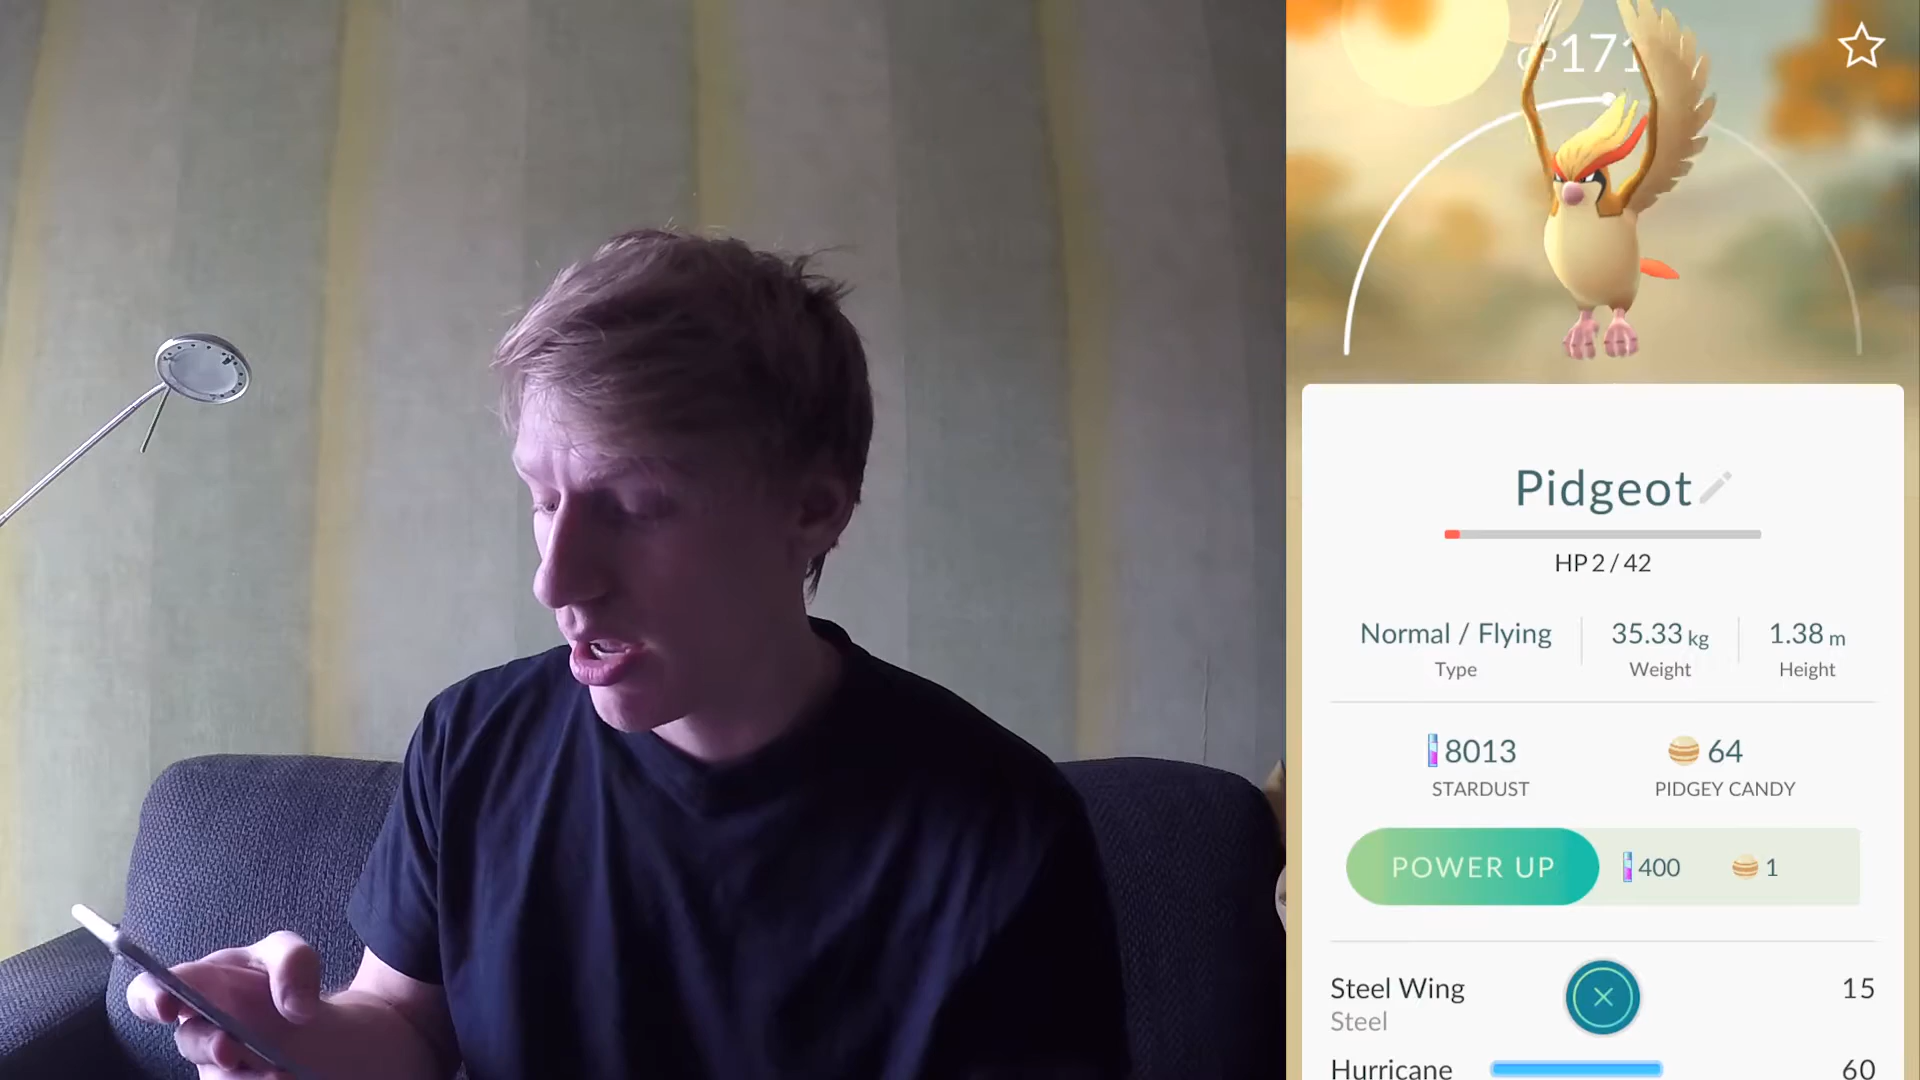 CP171
Pidgeot
HP 2 / 42
Normal / Flying
Type
35.33 kg
Weight
1.38 m
Height
8013
STARDUST
64
PIDGEY CANDY
POWER UP
400
1
Steel Wing
15
Steel
Hurricane
60